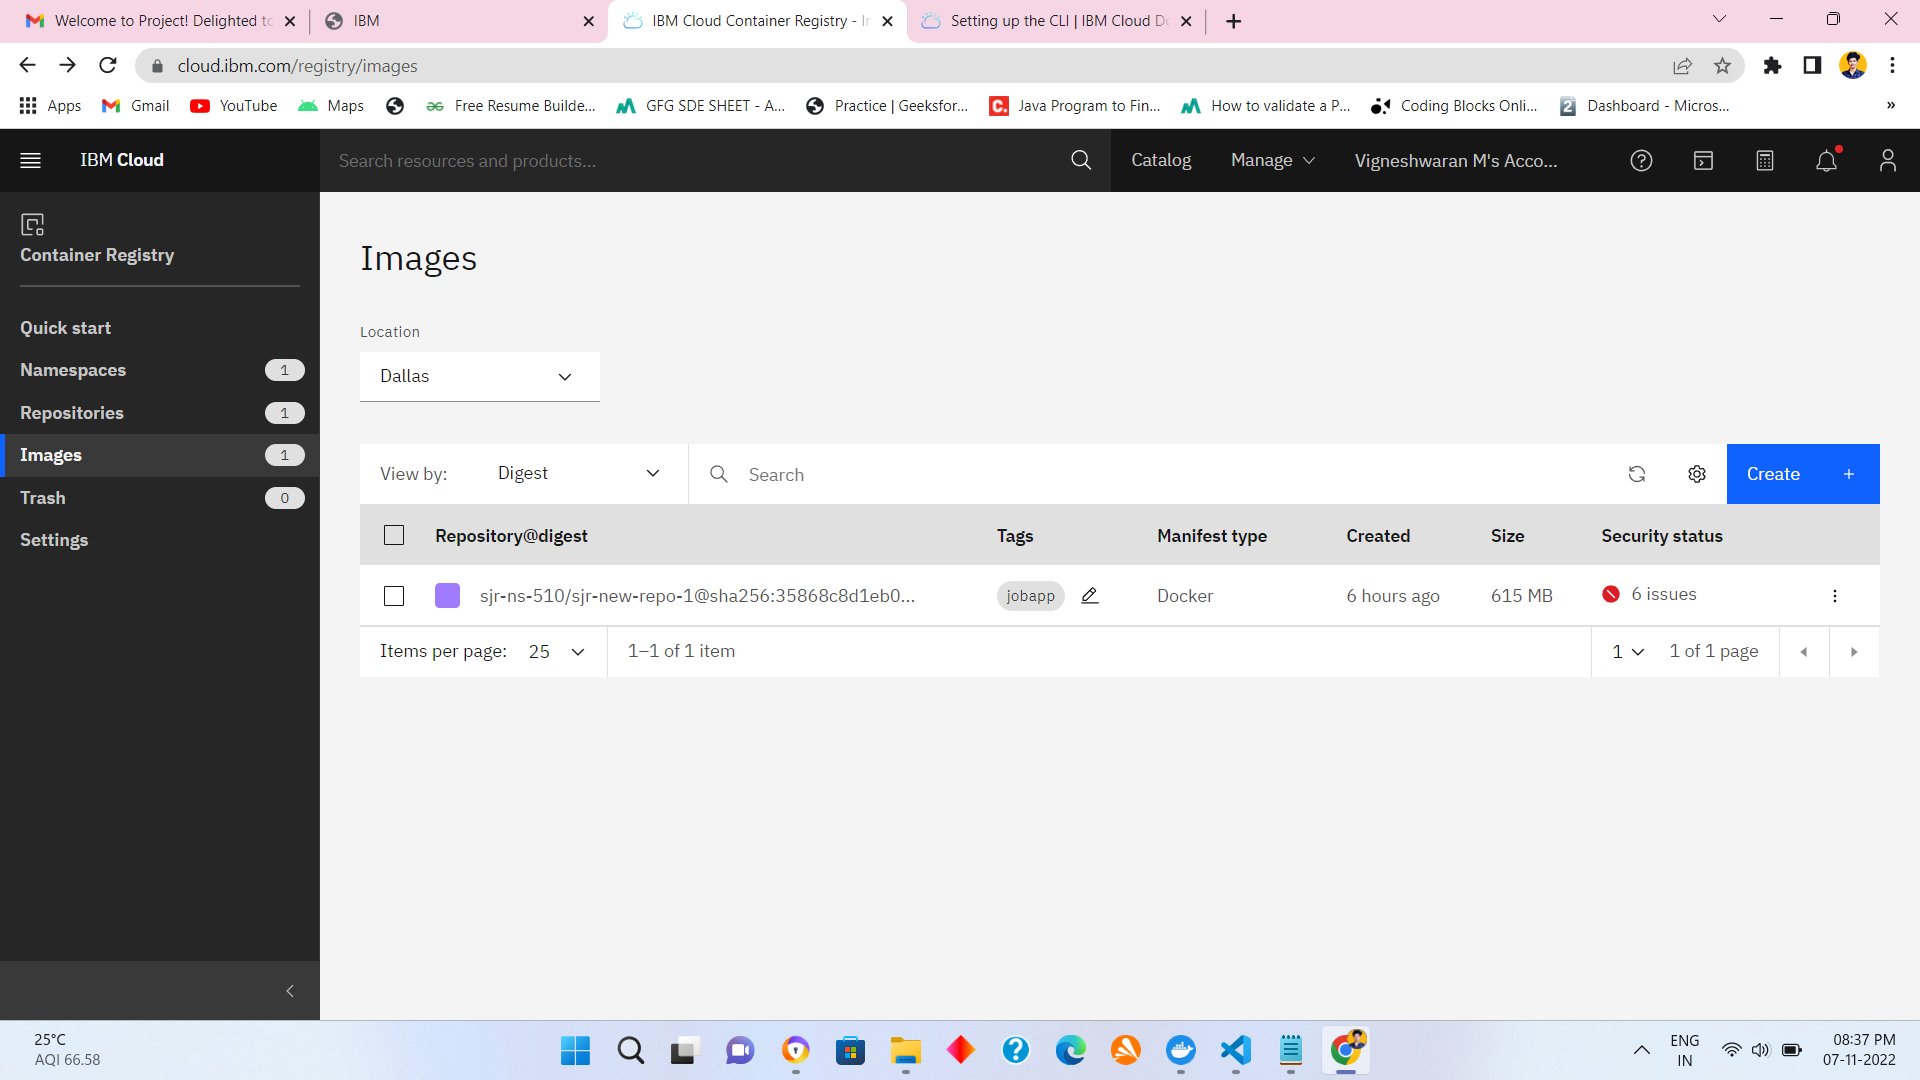 Welcome to Project! Delighted to
IBM
IBM Cloud Container Registry - In
Setting up the CLI | IBM Cloud Do
cloud.ibm.com/registry/images
Apps
Gmail
YouTube
Maps
Free Resume Builde...
GFG SDE SHEET - A...
Practice | Geeksfor...
Java Program to Fin...
How to validate a P...
Coding Blocks Onli...
Dashboard - Micros...
»
IBM Cloud
Search resources and products...
Catalog
Manage
Vigneshwaran M's Acco...
Container Registry
Quick start
Namespaces 1
Repositories 1
Images 1
Trash 0
Settings
Images
Location
Dallas
View by: Digest
Search
Create +
Repository@digest Tags Manifest type Created Size Security status
sjr-ns-510/sjr-new-repo-1@sha256:35868c8d1eb0... jobapp Docker 6 hours ago 615 MB 6 issues
Items per page: 25 1–1 of 1 item 1 1 of 1 page
25°C
AQI 66.58
ENG
IN
08:37 PM
07-11-2022